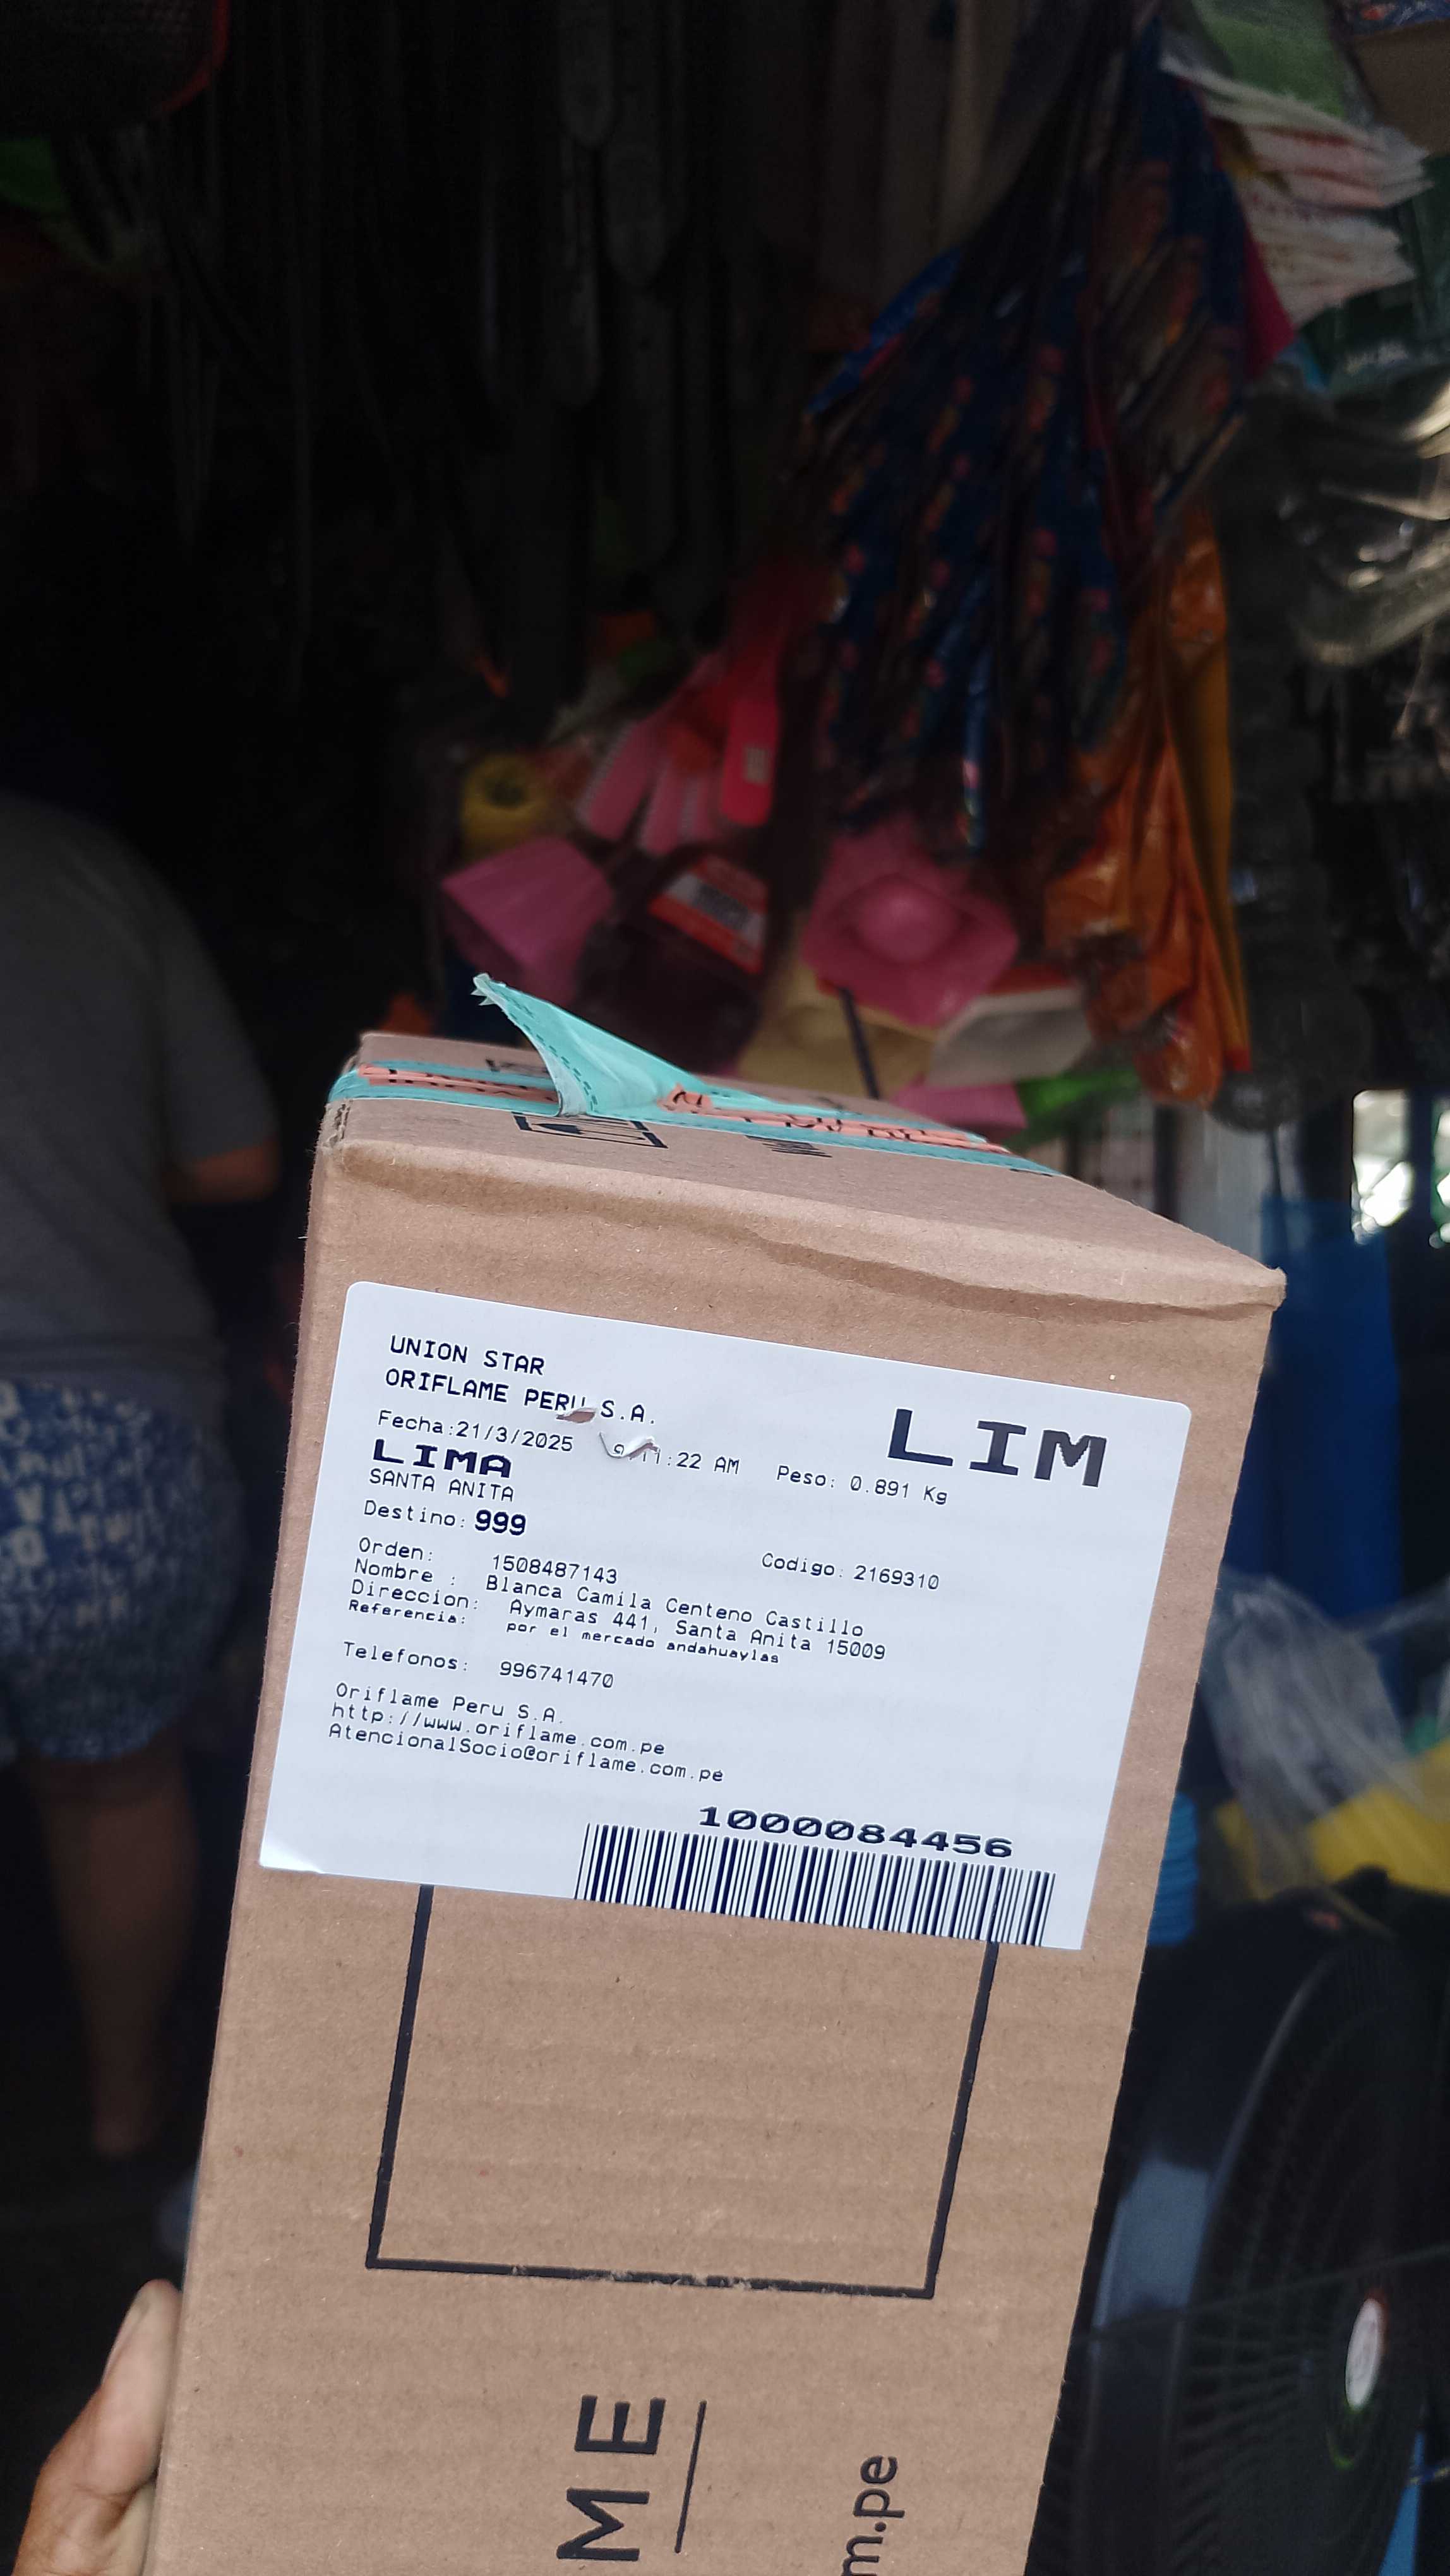 UNION STAR
ORIFLAME PERU S.A.
LIM
Fecha:21/3/2025 :22 AM Peso: 0.891 Kg
LIMA
SANTA ANITA
Destino: 999
Orden: 1508487143 Codigo: 2169310
Nombre : Blanca Camila Centeno Castillo
Direccion: Aymaras 441, Santa Anita 15009
Referencia: por el mercado andahuaylas
Telefonos: 996741470
Oriflame Peru S.A.
http://www.oriflame.com.pe
AtencionalSocio@oriflame.com.pe
1000084456
ME
m.pe